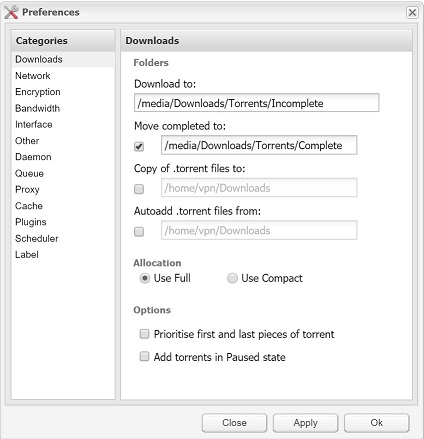 Preferences
Categories
Downloads
Network
Encryption
Bandwidth
Interface
Other
Daemon
Queue
Proxy
Cache
Plugins
Scheduler
Label
Downloads
Folders
Download to:
/media/Downloads/Torrents/Incomplete
Move completed to:
/media/Downloads/Torrents/Complete
Copy of .torrent files to:
/home/vpn/Downloads
Autoadd .torrent files from:
/home/vpn/Downloads
Allocation
Use Full Use Compact
Options
Prioritise first and last pieces of torrent
Add torrents in Paused state
Close Apply Ok